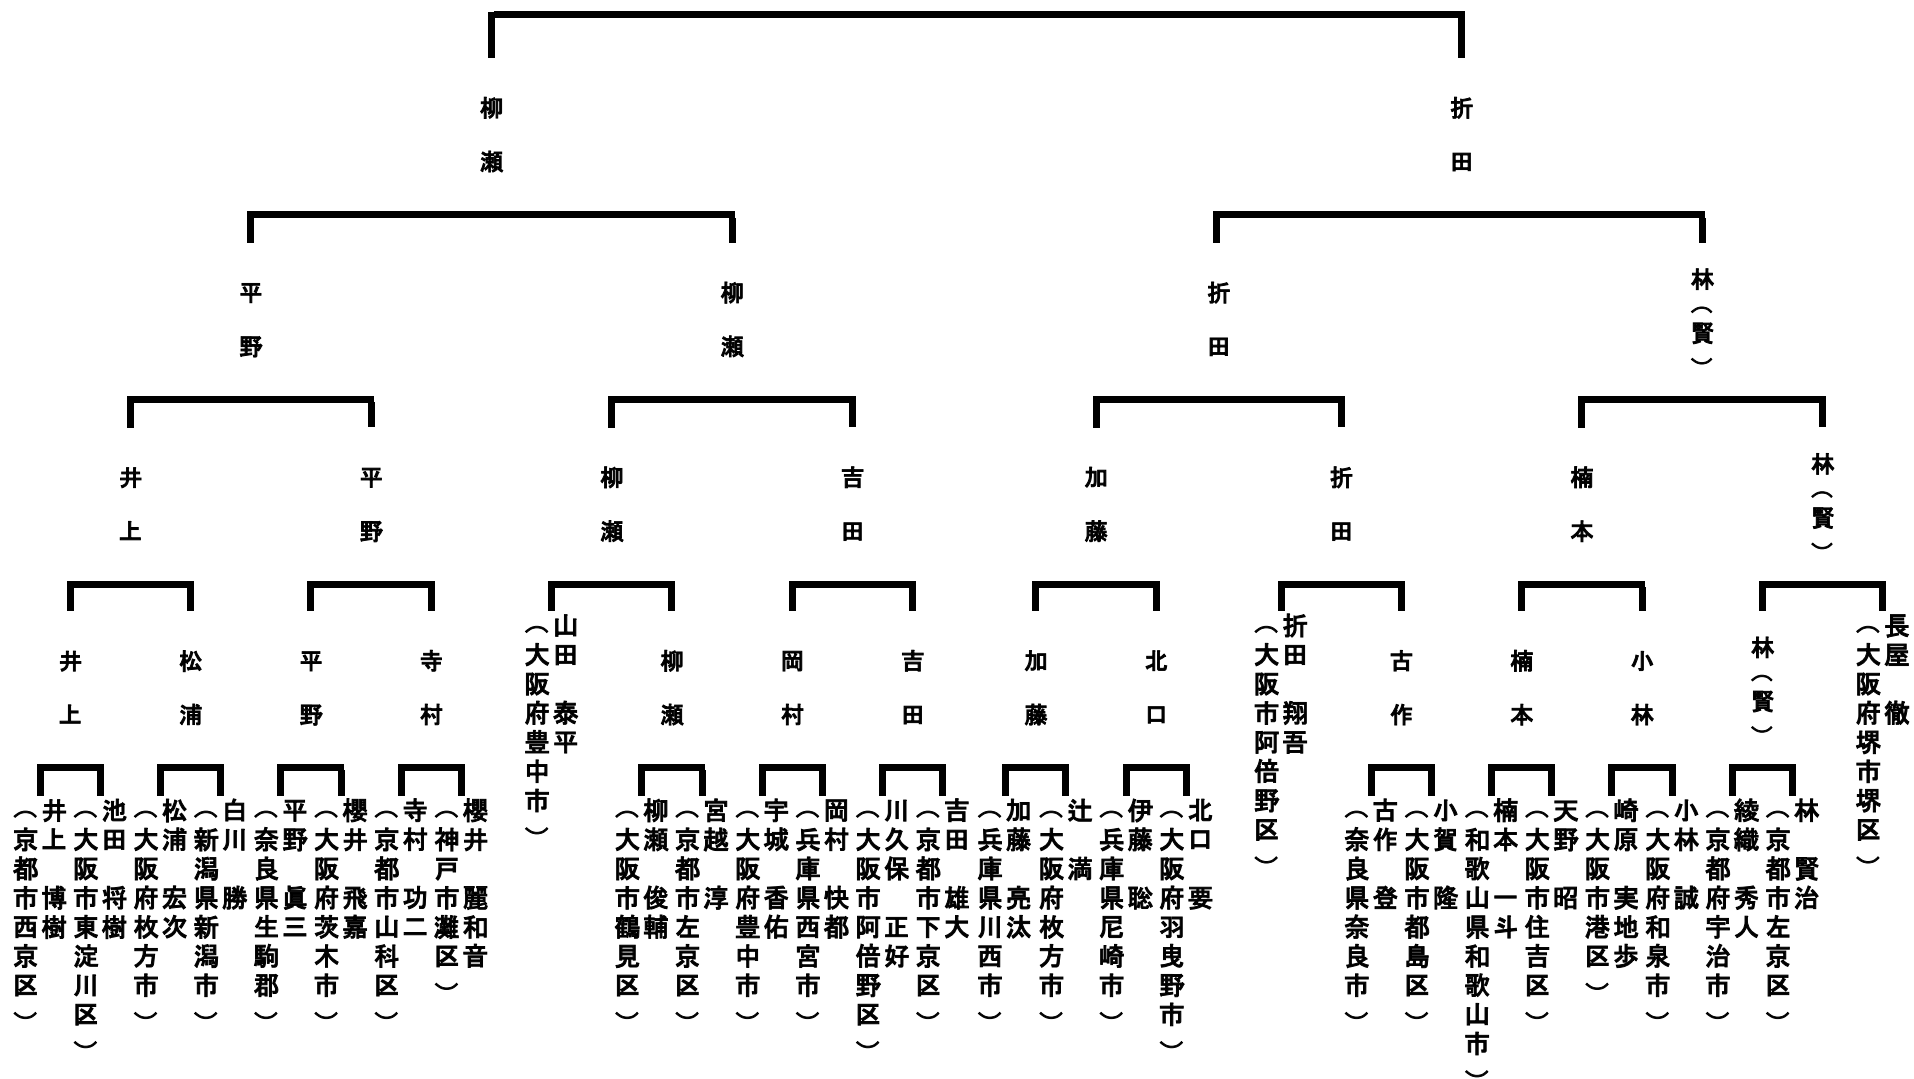 柳瀬
折田
平野
柳瀬
折田
林（賢）
井上
平野
柳瀬
吉田
加藤
折田
楠本
林（賢）
井上
松浦
平野
寺村
山田　泰平
（大阪府豊中市）
柳瀬
岡村
吉田
加藤
北口
折田　翔吾
（大阪市阿倍野区）
古作
楠本
小林
林（賢）
長屋　徹
（大阪府堺市堺区）
井上　博樹
（京都市西京区）
池田　将樹
（大阪市東淀川区）
松浦　宏次
（大阪府枚方市）
白川　勝
（新潟県新潟市）
平野　眞三
（奈良県生駒郡）
櫻井　飛嘉
（大阪府茨木市）
寺村　功二
（京都市山科区）
櫻井　麗和音
（神戸市灘区）
柳瀬　俊輔
（大阪市鶴見区）
宮越　淳
（京都市左京区）
宇城　香佑
（大阪府豊中市）
岡村　快都
（兵庫県西宮市）
川久保　正好
（大阪市阿倍野区）
吉田　雄大
（京都市下京区）
加藤　亮汰
（兵庫県川西市）
辻　満
（大阪府枚方市）
伊藤　聡
（兵庫県尼崎市）
北口　要
（大阪府羽曳野市）
古作　登
（奈良県奈良市）
小賀　隆
（大阪市都島区）
楠本　一斗
（和歌山県和歌山市）
天野　昭
（大阪市住吉区）
崎原　実地歩
（大阪市港区）
小林　誠
（大阪府和泉市）
綾織　秀人
（京都府宇治市）
林　賢治
（京都市左京区）